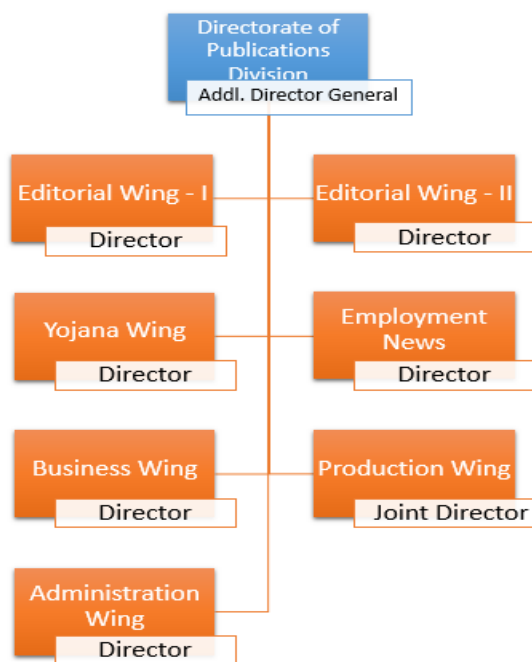 Directorate of
Publications
Division
Addl. Director General
Editorial Wing - I
Director
Editorial Wing - II
Director
Yojana Wing
Director
Employment
News
Director
Business Wing
Director
Production Wing
Joint Director
Administration
Wing
Director